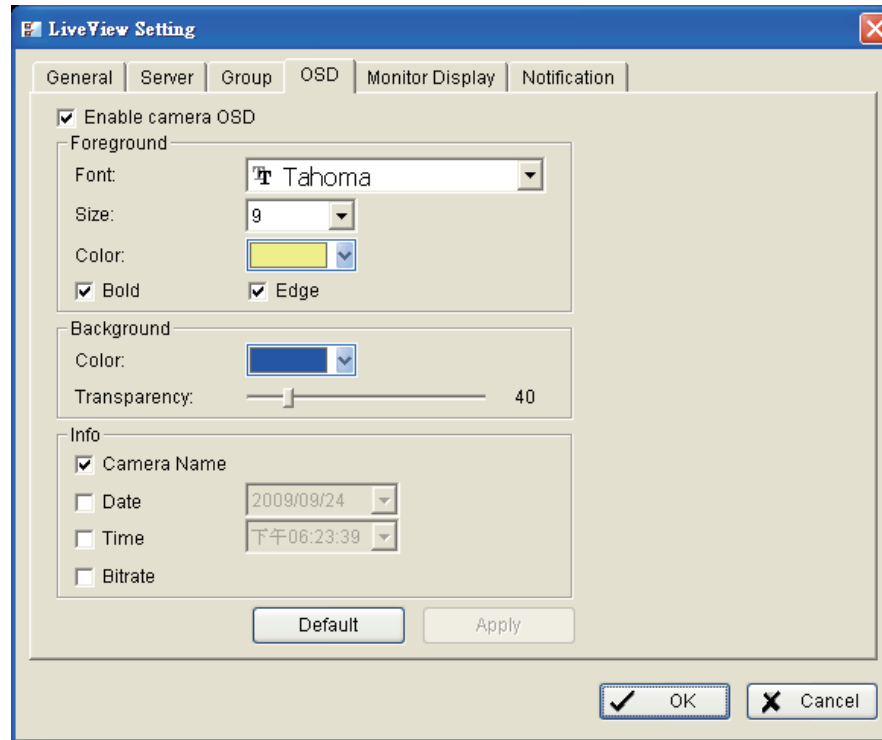 LiveView Setting
General Server Group OSD Monitor Display Notification
Enable camera OSD
Foreground
Font: Tahoma
Size: 9
Color:
Bold Edge
Background
Color:
Transparency: 40
Info
Camera Name
Date 2009/09/24
Time 下午06:23:39
Bitrate
Default Apply
OK Cancel